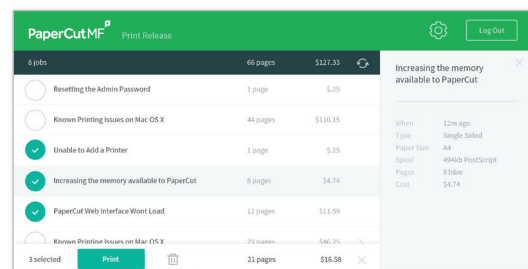 PaperCutMF Print Release
Log Out
8 jobs 66 pages $127.33
Resetting the Admin Password 1 page $.25
Known Printing Issues on Mac OS X 44 pages $110.15
Unable to Add a Printer 1 page $.25
Increasing the memory available to PaperCut 8 pages $4.74
PaperCut Web Interface Wont Load 12 pages $11.59
Known Printing Issues on Mac OS X 23 pages $46.25
3 selected Print 21 pages $16.58
Increasing the memory
available to PaperCut
When 12m ago
Type Single Sided
Paper Size A4
Spool 494kb PostScript
Pages 8 b&w
Cost $4.74